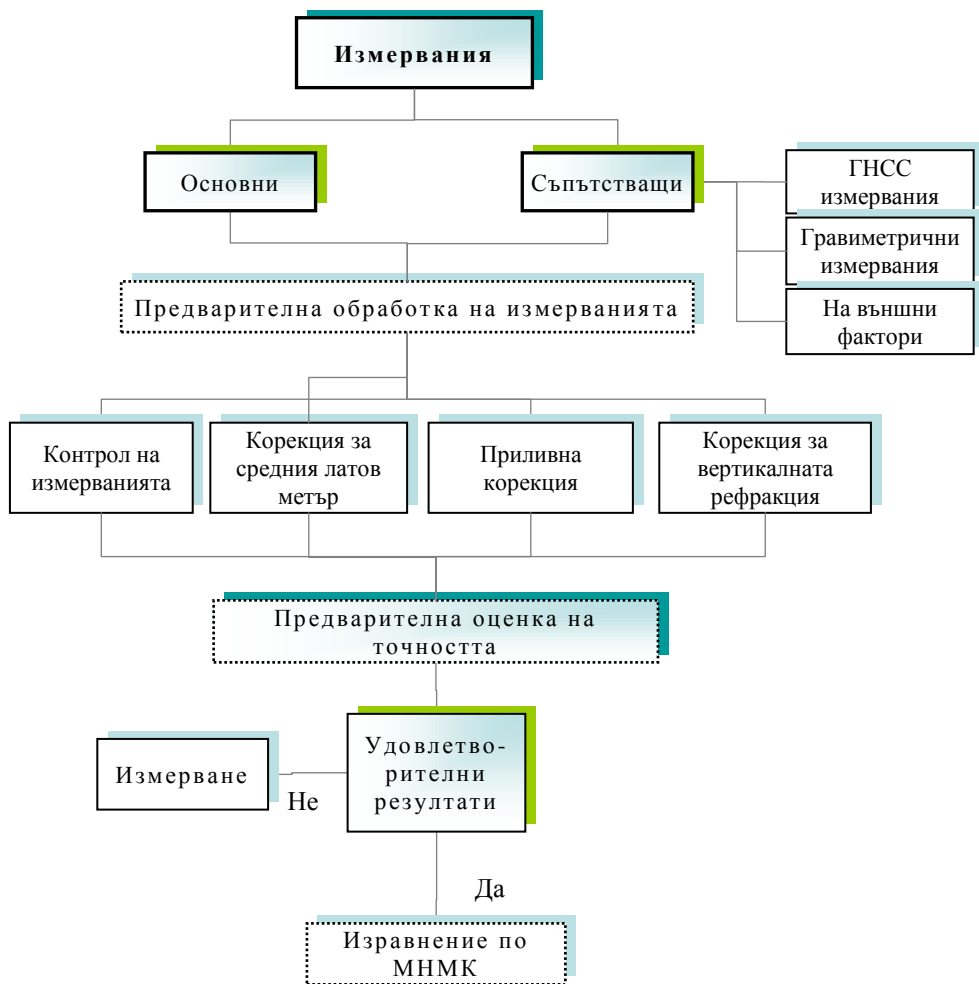 Измервания
Основни
Съпътстващи
ГНСС
измервания
Гравиметрични
измервания
На външни
фактори
Предварителна обработка на измерванията
Контрол на
измерванията
Корекция за
средния латов
метър
Приливна
корекция
Корекция за
вертикалната
рефракция
Предварителна оценка на
точността
Удовлетво-
рителни
резултати
Измерване
Не
Да
Изравнение по
МНМК